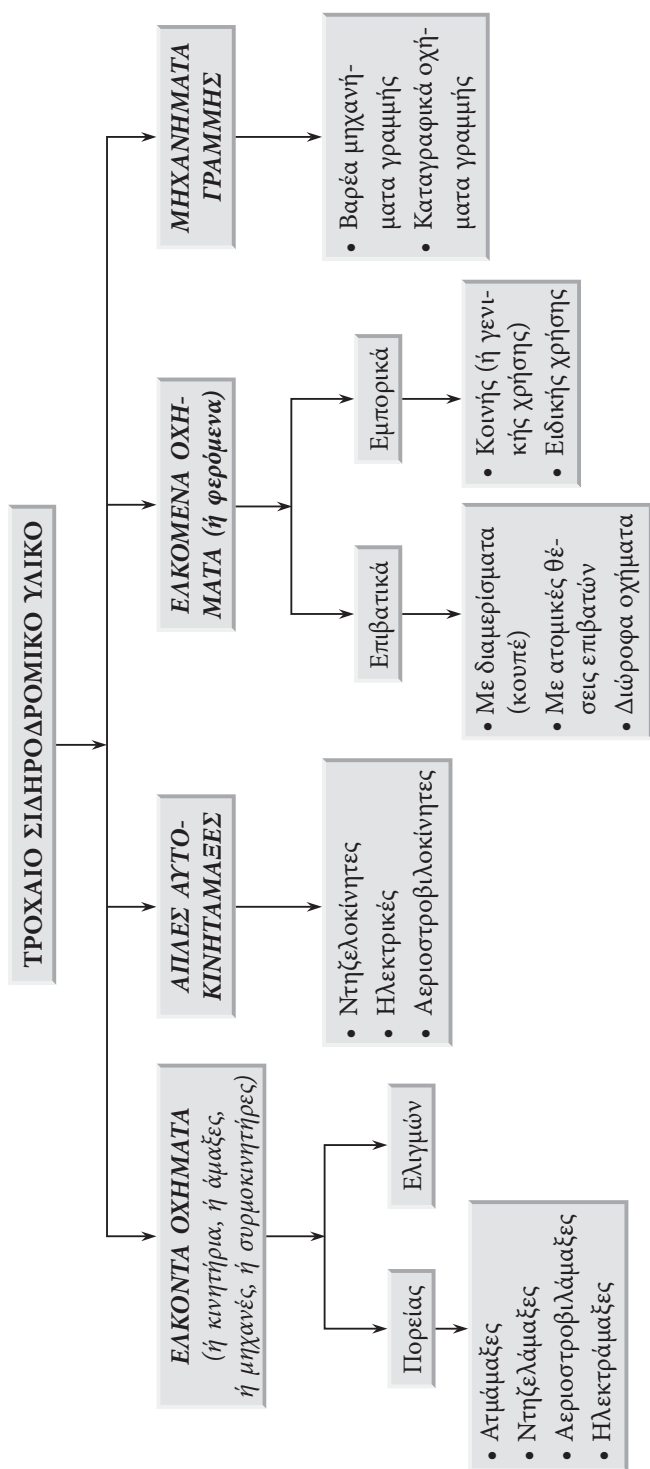 ΤΡΟΧΑΙΟ ΣΙΔΗΡΟΔΡΟΜΙΚΟ ΥΛΙΚΟ
ΕΛΚΟΝΤΑ ΟΧΗΜΑΤΑ
(ή κινητήρια, ή άμαξες,
ή μηχανές, ή συρμοκινητήρες)
Πορείας
• Ατμάμαξες
• Ντηζελάμαξες
• Αεριοστροβιλάμαξες
• Ηλεκτράμαξες
Ελιγμών
ΑΠΛΕΣ ΑΥΤΟ-
ΚΙΝΗΤΑΜΑΞΕΣ
• Ντηζελοκίνητες
• Ηλεκτρικές
• Αεριοστροβιλοκίνητες
ΕΛΚΟΜΕΝΑ ΟΧΗ-
ΜΑΤΑ (ή φερόμενα)
Επιβατικά
• Με διαμερίσματα
(κουπέ)
• Με ατομικές θέ-
σεις επιβατών
• Διώροφα οχήματα
Εμπορικά
• Κοινής (ή γενι-
κής χρήσης)
• Ειδικής χρήσης
ΜΗΧΑΝΗΜΑΤΑ
ΓΡΑΜΜΗΣ
• Βαρέα μηχανή-
ματα γραμμής
• Καταγραφικά οχή-
ματα γραμμής